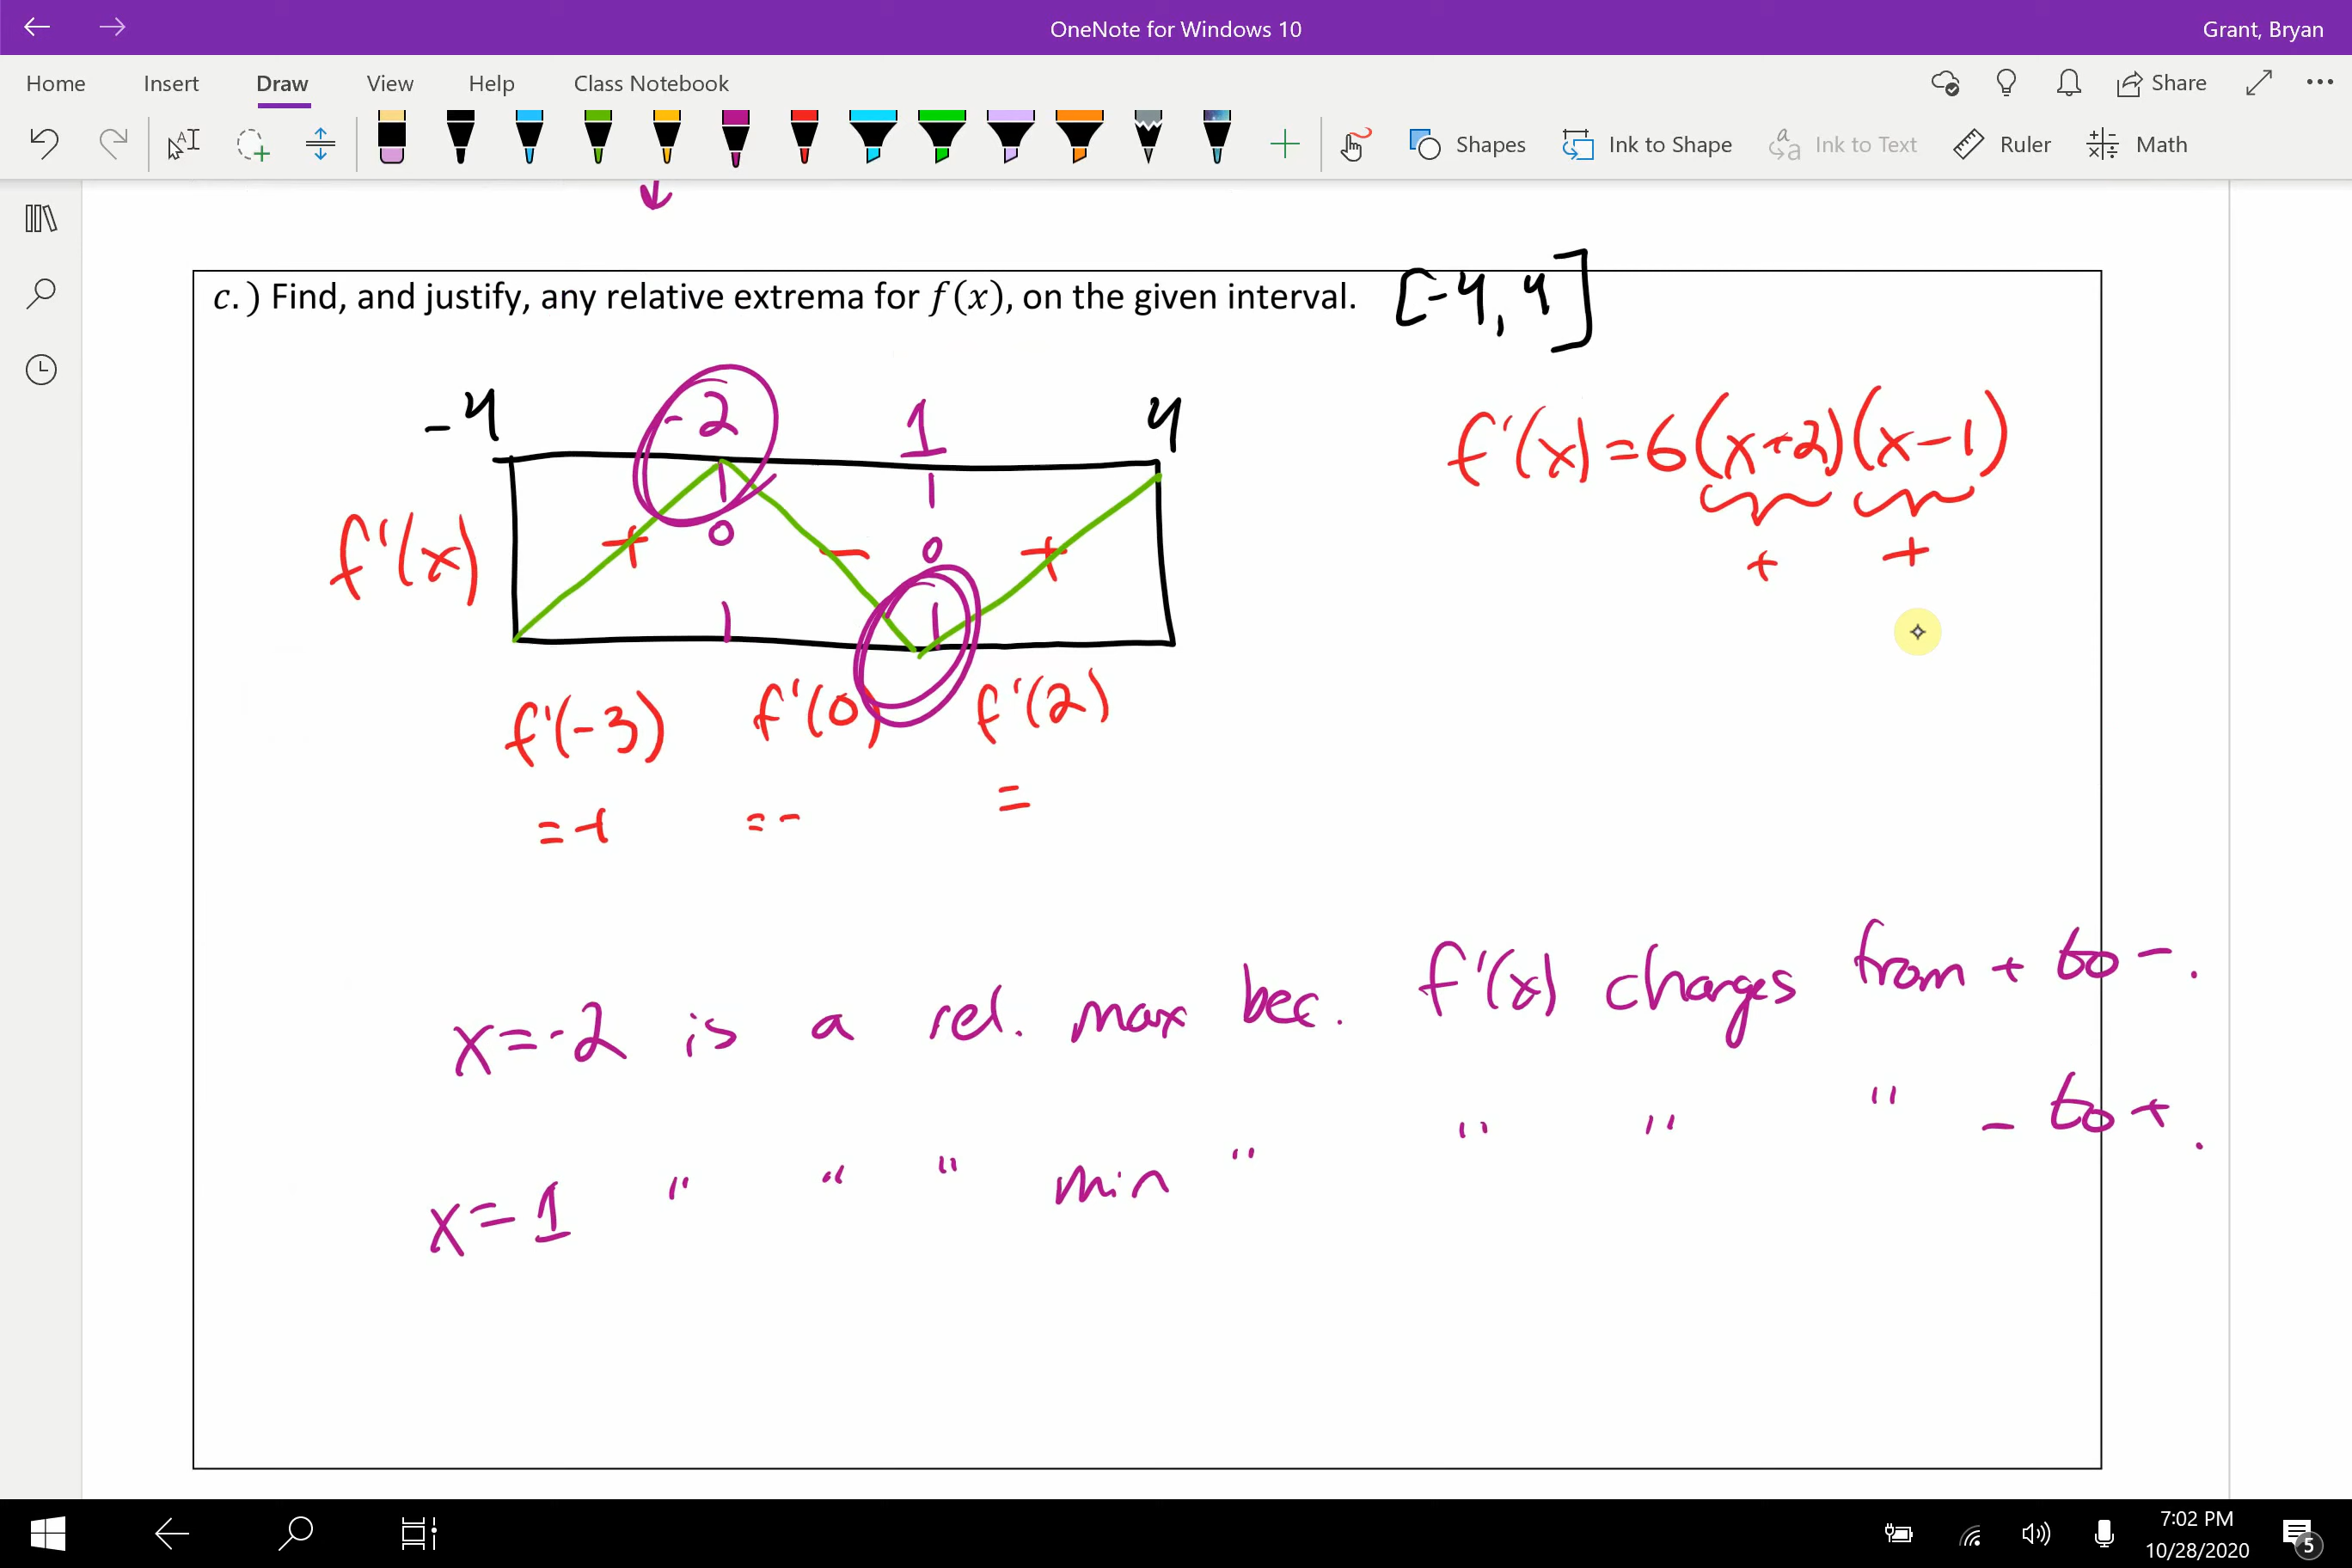 OneNote for Windows 10
Grant, Bryan
Home Insert Draw View Help Class Notebook Share
Shapes Ink to Shape Ink to Text Ruler Math
c.) Find, and justify, any relative extrema for f(x), on the given interval. [-4, 4]
-4 -2 1 4
f'(x) = 6(x+2)(x-1)
+ +
f'(x) + 0 − 0 +
f'(-3) f'(0) f'(2)
= + = - =
x=-2 is a rel. max bec. f'(x) changes from + to -.
x=1 " " " min " " " " - to +.
7:02 PM
10/28/2020
5